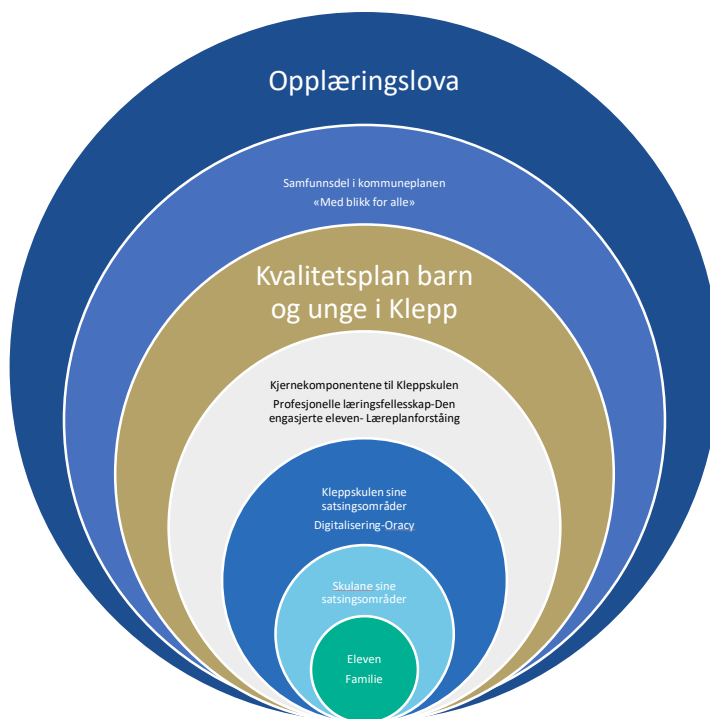 Opplæringslova
Samfunnsdel i kommuneplanen
«Med blikk for alle»
Kvalitetsplan barn
og unge i Klepp
Kjernekomponentene til Kleppskulen
Profesjonelle læringsfellesskap-Den
engasjerte eleven- Læreplanforståing
Kleppskulen sine
satsingsområder
Digitalisering-Oracy
Skulane sine
satsingsområder
Eleven
Familie